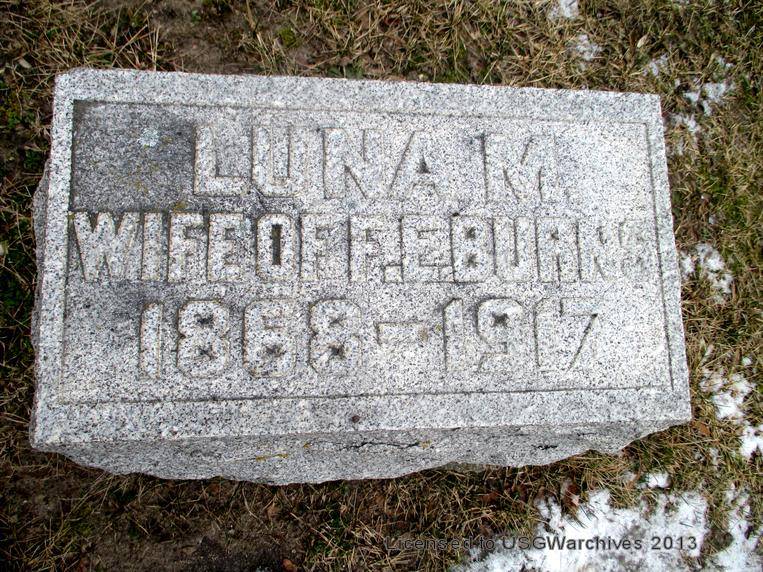 LUNA M.
WIFE OF F. E. BURNS
1868-1917
Licensed to USGWarchives 2013